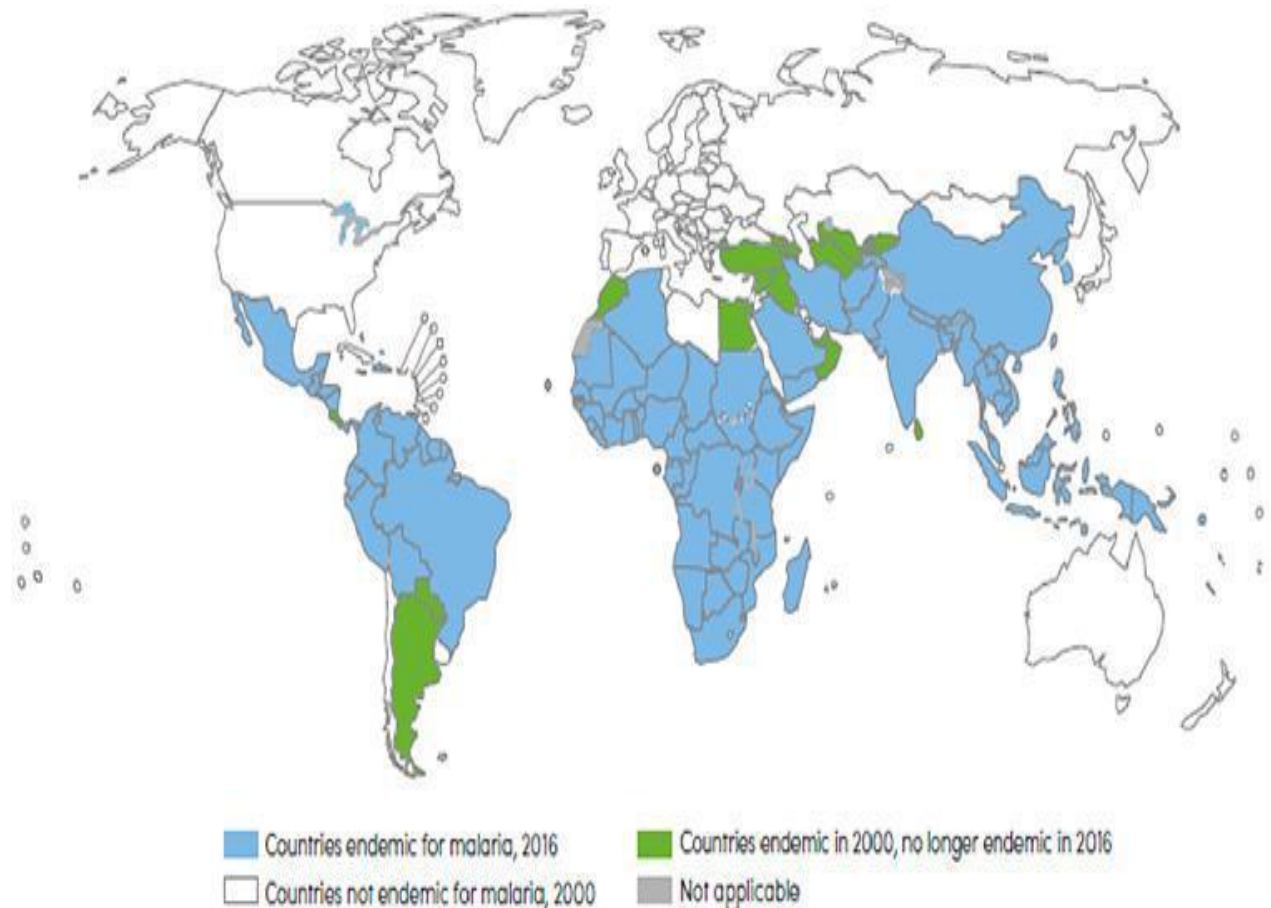 Countries endemic for malaria, 2016
Countries endemic in 2000, no longer endemic in 2016
Countries not endemic for malaria, 2000
Not applicable